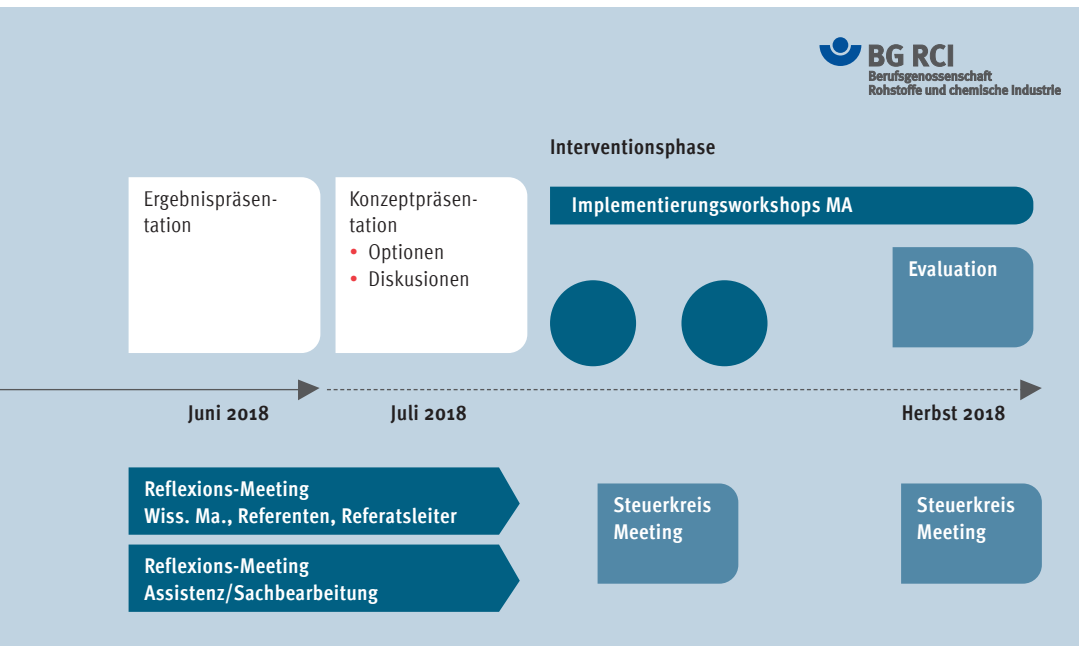 BG RCI
Berufsgenossenschaft
Rohstoffe und chemische Industrie
Interventionsphase
Ergebnispräsen-
tation
Konzeptpräsen-
tation
• Optionen
• Diskusionen
Implementierungsworkshops MA
Evaluation
Juni 2018
Juli 2018
Herbst 2018
Reflexions-Meeting
Wiss. Ma., Referenten, Referatsleiter
Reflexions-Meeting
Assistenz/Sachbearbeitung
Steuerkreis
Meeting
Steuerkreis
Meeting